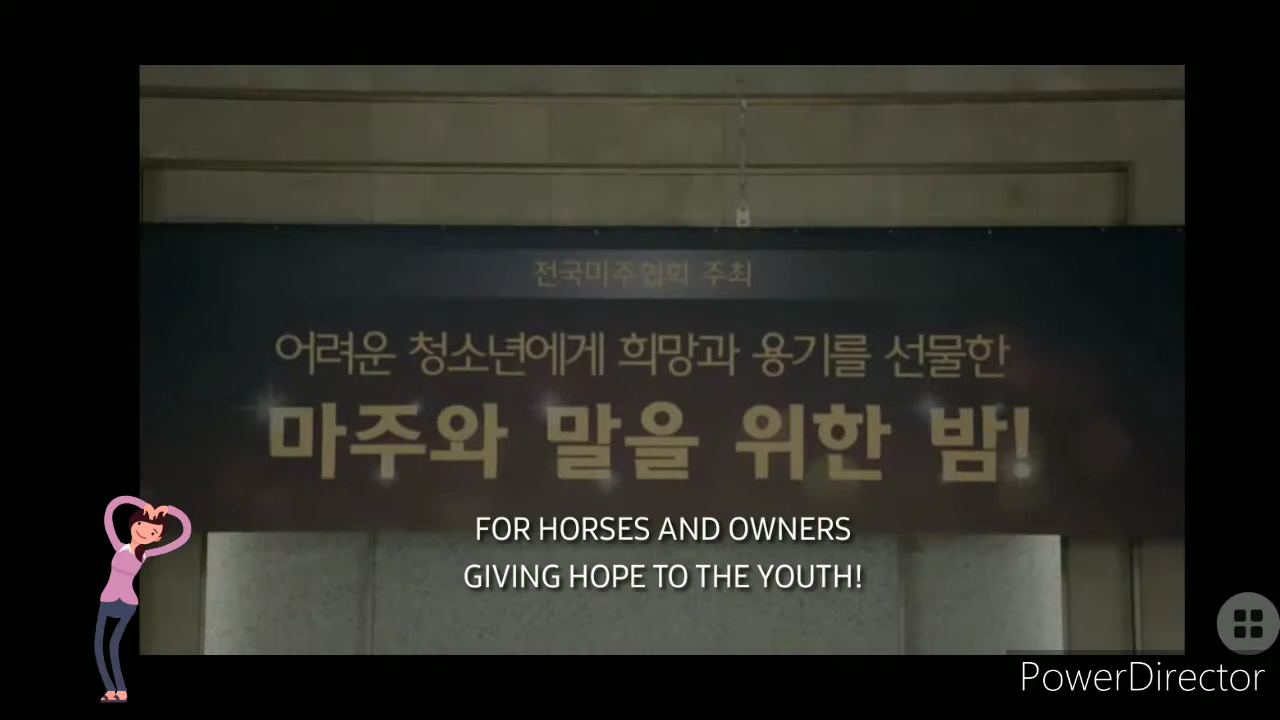 전국마주협회 주최
어려운 청소년에게 희망과 용기를 선물한
마주와 말을 위한 밤!
FOR HORSES AND OWNERS
GIVING HOPE TO THE YOUTH!
PowerDirector